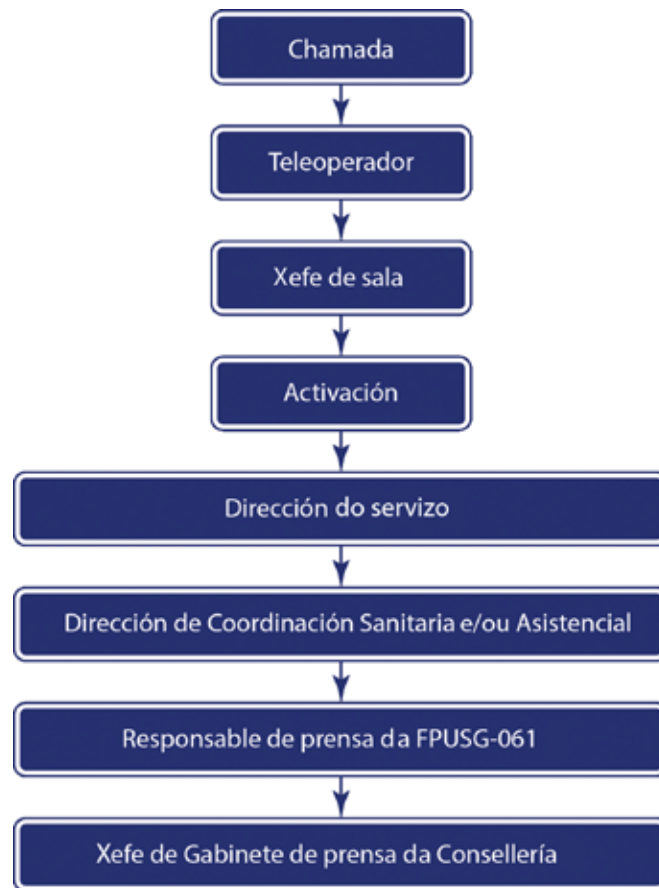 Chamada
Teleoperador
Xefe de sala
Activación
Dirección do servizo
Dirección de Coordinación Sanitaria e/ou Asistencial
Responsable de prensa da FPUSG-061
Xefe de Gabinete de prensa da Consellería